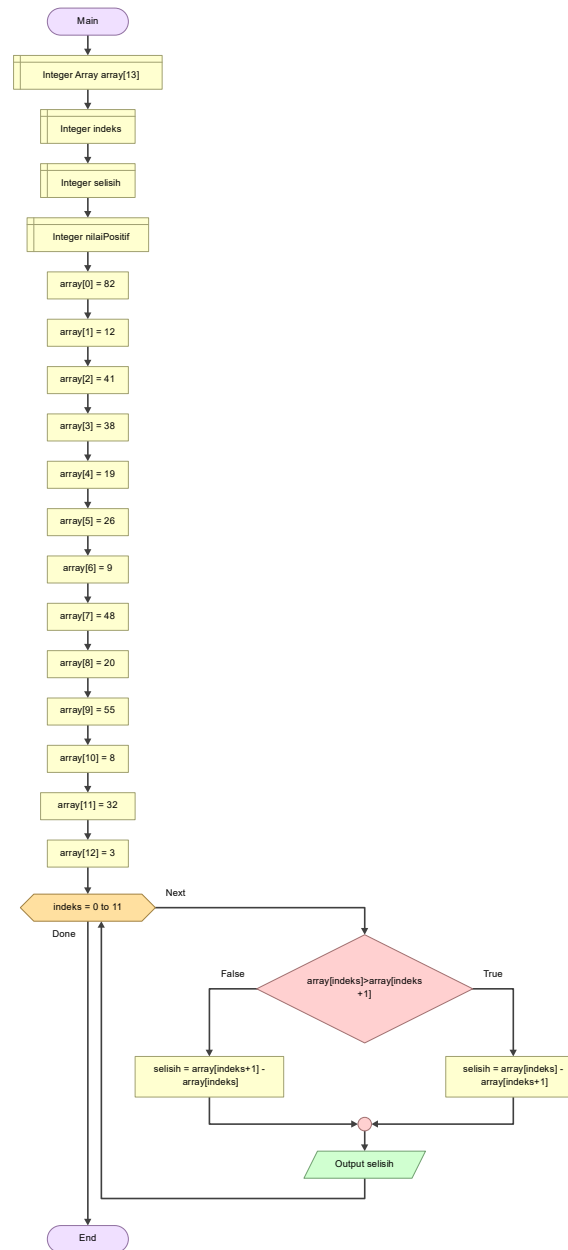 Main
Integer Array array[13]
Integer indeks
Integer selisih
Integer nilaiPositif
array[0] = 82
array[1] = 12
array[2] = 41
array[3] = 38
array[4] = 19
array[5] = 26
array[6] = 9
array[7] = 48
array[8] = 20
array[9] = 55
array[10] = 8
array[11] = 32
array[12] = 3
indeks = 0 to 11
Next
Done
array[indeks]>array[indeks
+1]
False
True
selisih = array[indeks+1] -
array[indeks]
selisih = array[indeks] -
array[indeks+1]
Output selisih
End